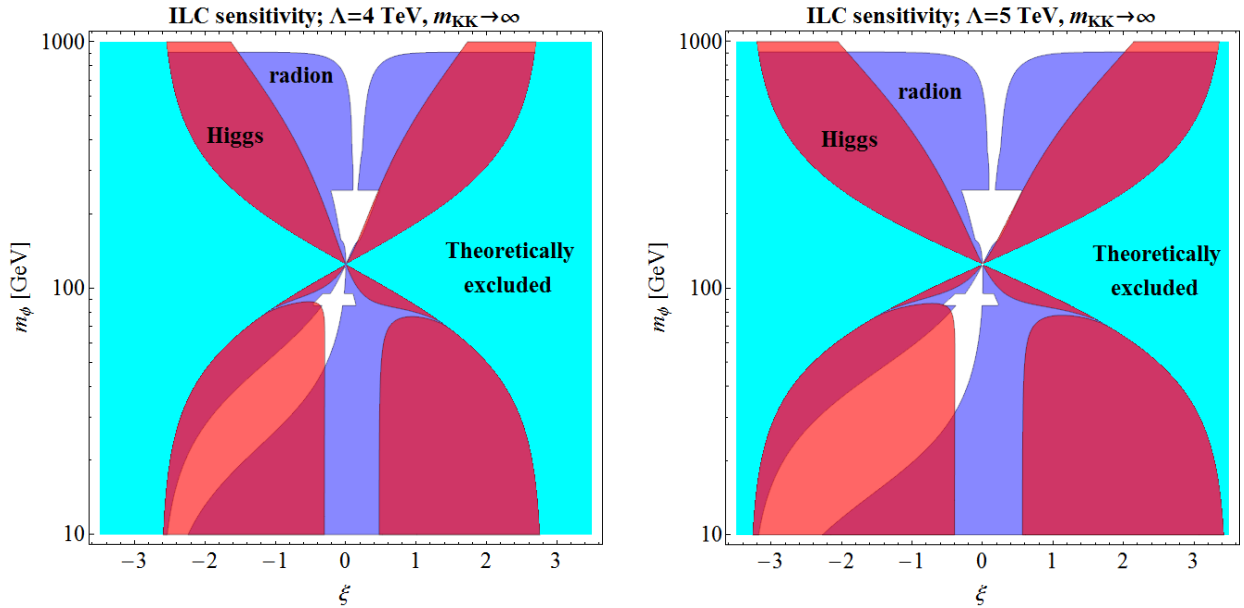 ILC sensitivity; Λ=4 TeV, m_KK→∞
1000
radion
Higgs
Theoretically
excluded
100
10
m_ϕ [GeV]
−3 −2 −1 0 1 2 3
ξ
ILC sensitivity; Λ=5 TeV, m_KK→∞
1000
radion
Higgs
Theoretically
excluded
100
10
m_ϕ [GeV]
−3 −2 −1 0 1 2 3
ξ